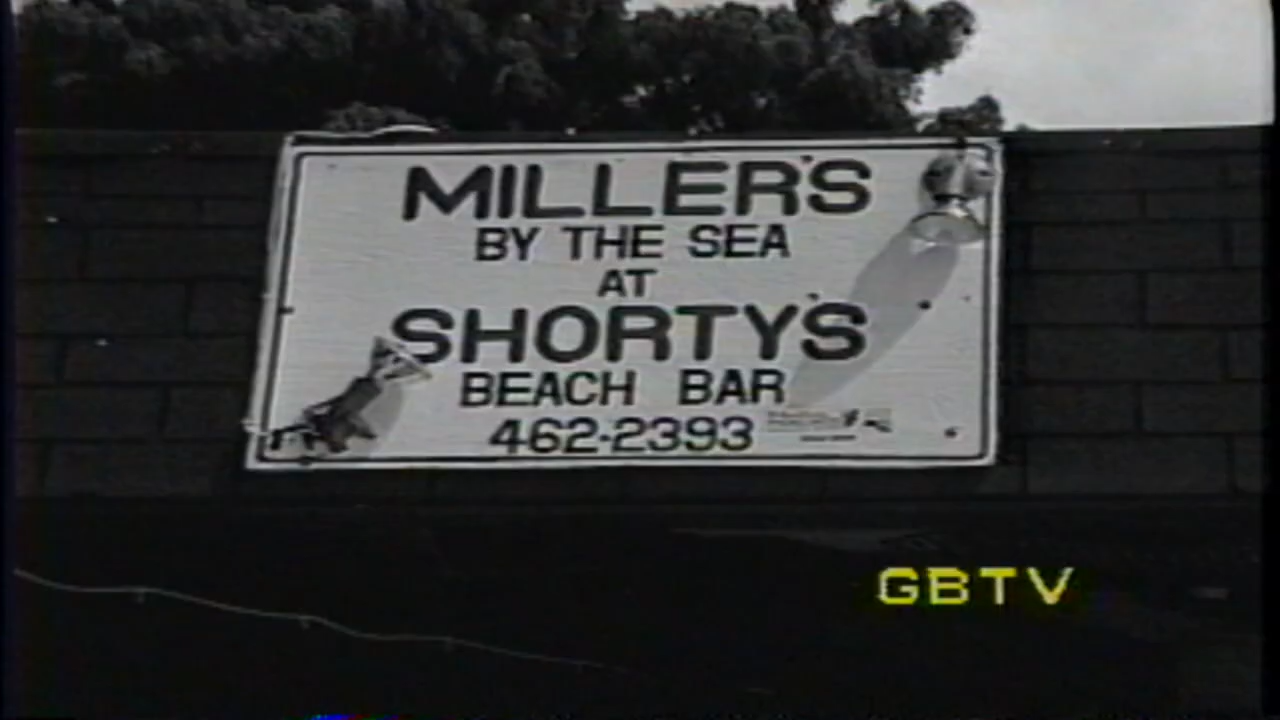 MILLER'S
BY THE SEA
AT
SHORTY'S
BEACH BAR
462-2393
GBTV